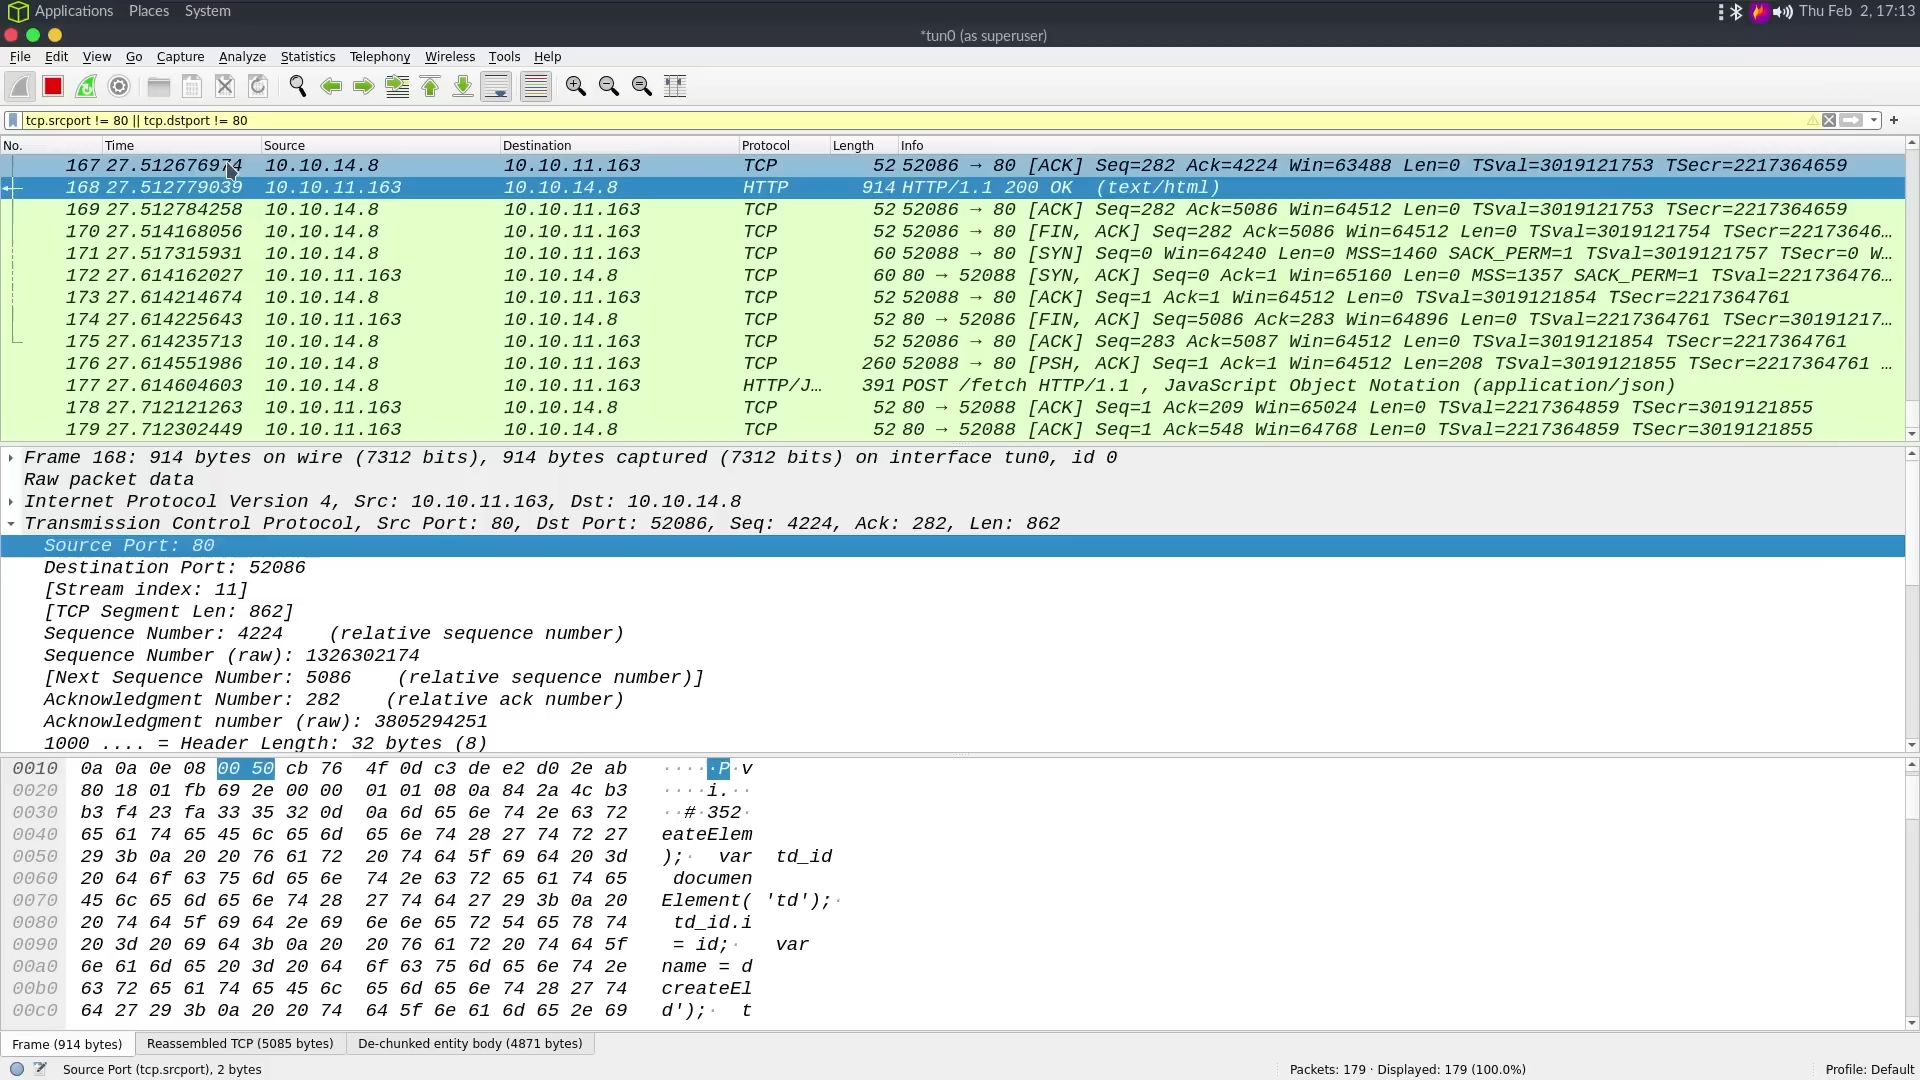 Applications Places System Thu Feb 2, 17:13
*tun0 (as superuser)
File Edit View Go Capture Analyze Statistics Telephony Wireless Tools Help
tcp.srcport != 80 || tcp.dstport != 80
No. Time Source Destination Protocol Length Info
167 27.512676974 10.10.14.8 10.10.11.163 TCP 52 52086 → 80 [ACK] Seq=282 Ack=4224 Win=63488 Len=0 TSval=3019121753 TSecr=2217364659
168 27.512779039 10.10.11.163 10.10.14.8 HTTP 914 HTTP/1.1 200 OK (text/html)
169 27.512784258 10.10.14.8 10.10.11.163 TCP 52 52086 → 80 [ACK] Seq=282 Ack=5086 Win=64512 Len=0 TSval=3019121753 TSecr=2217364659
170 27.514168056 10.10.14.8 10.10.11.163 TCP 52 52086 → 80 [FIN, ACK] Seq=282 Ack=5086 Win=64512 Len=0 TSval=3019121754 TSecr=22173646…
171 27.517315931 10.10.14.8 10.10.11.163 TCP 60 52088 → 80 [SYN] Seq=0 Win=64240 Len=0 MSS=1460 SACK_PERM=1 TSval=3019121757 TSecr=0 W…
172 27.614162027 10.10.11.163 10.10.14.8 TCP 60 80 → 52088 [SYN, ACK] Seq=0 Ack=1 Win=65160 Len=0 MSS=1357 SACK_PERM=1 TSval=221736476…
173 27.614214674 10.10.14.8 10.10.11.163 TCP 52 52088 → 80 [ACK] Seq=1 Ack=1 Win=64512 Len=0 TSval=3019121854 TSecr=2217364761
174 27.614225643 10.10.11.163 10.10.14.8 TCP 52 80 → 52086 [FIN, ACK] Seq=5086 Ack=283 Win=64896 Len=0 TSval=2217364761 TSecr=30191217…
175 27.614235713 10.10.14.8 10.10.11.163 TCP 52 52086 → 80 [ACK] Seq=283 Ack=5087 Win=64512 Len=0 TSval=3019121854 TSecr=2217364761
176 27.614551986 10.10.14.8 10.10.11.163 TCP 260 52088 → 80 [PSH, ACK] Seq=1 Ack=1 Win=64512 Len=208 TSval=3019121855 TSecr=2217364761 …
177 27.614604603 10.10.14.8 10.10.11.163 HTTP/J… 391 POST /fetch HTTP/1.1 , JavaScript Object Notation (application/json)
178 27.712121263 10.10.11.163 10.10.14.8 TCP 52 80 → 52088 [ACK] Seq=1 Ack=209 Win=65024 Len=0 TSval=2217364859 TSecr=3019121855
179 27.712302449 10.10.11.163 10.10.14.8 TCP 52 80 → 52088 [ACK] Seq=1 Ack=548 Win=64768 Len=0 TSval=2217364859 TSecr=3019121855
Frame 168: 914 bytes on wire (7312 bits), 914 bytes captured (7312 bits) on interface tun0, id 0
Raw packet data
Internet Protocol Version 4, Src: 10.10.11.163, Dst: 10.10.14.8
Transmission Control Protocol, Src Port: 80, Dst Port: 52086, Seq: 4224, Ack: 282, Len: 862
Source Port: 80
Destination Port: 52086
[Stream index: 11]
[TCP Segment Len: 862]
Sequence Number: 4224 (relative sequence number)
Sequence Number (raw): 1326302174
[Next Sequence Number: 5086 (relative sequence number)]
Acknowledgment Number: 282 (relative ack number)
Acknowledgment number (raw): 3805294251
1000 .... = Header Length: 32 bytes (8)
0010 0a 0a 0e 08 00 50 cb 76 4f 0d c3 de e2 d0 2e ab ·····P·v
0020 80 18 01 fb 69 2e 00 00 01 01 08 0a 84 2a 4c b3 ····i.··
0030 b3 f4 23 fa 33 35 32 0d 0a 6d 65 6e 74 2e 63 72 ··#·352·
0040 65 61 74 65 45 6c 65 6d 65 6e 74 28 27 74 72 27 eateElem
0050 29 3b 0a 20 20 76 61 72 20 74 64 5f 69 64 20 3d );· var td_id
0060 20 64 6f 63 75 6d 65 6e 74 2e 63 72 65 61 74 65 documen
0070 45 6c 65 6d 65 6e 74 28 27 74 64 27 29 3b 0a 20 Element( 'td');·
0080 20 74 64 5f 69 64 2e 69 6e 6e 65 72 54 65 78 74 td_id.i
0090 20 3d 20 69 64 3b 0a 20 20 76 61 72 20 74 64 5f = id;· var
00a0 6e 61 6d 65 20 3d 20 64 6f 63 75 6d 65 6e 74 2e name = d
00b0 63 72 65 61 74 65 45 6c 65 6d 65 6e 74 28 27 74 createEl
00c0 64 27 29 3b 0a 20 20 74 64 5f 6e 61 6d 65 2e 69 d');· t
Frame (914 bytes) Reassembled TCP (5085 bytes) De-chunked entity body (4871 bytes)
Source Port (tcp.srcport), 2 bytes Packets: 179 · Displayed: 179 (100.0%) Profile: Default